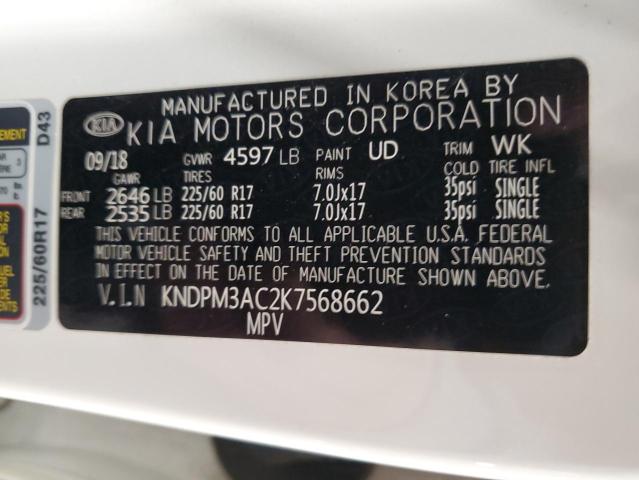 MANUFACTURED IN KOREA BY
KIA KIA MOTORS CORPORATION
09/18 GVWR 4597 LB PAINT UD TRIM WK
GAWR TIRES RIMS COLD TIRE INFL
FRONT 2646 LB 225/60 R17 7.0Jx17 35psi SINGLE
REAR 2535 LB 225/60 R17 7.0Jx17 35psi SINGLE
THIS VEHICLE CONFORMS TO ALL APPLICABLE U.S.A. FEDERAL
MOTOR VEHICLE SAFETY AND THEFT PREVENTION STANDARDS
IN EFFECT ON THE DATE OF MANUFACTURE SHOWN ABOVE.
V.I.N KNDPM3AC2K7568662
MPV
225/60R17 D43